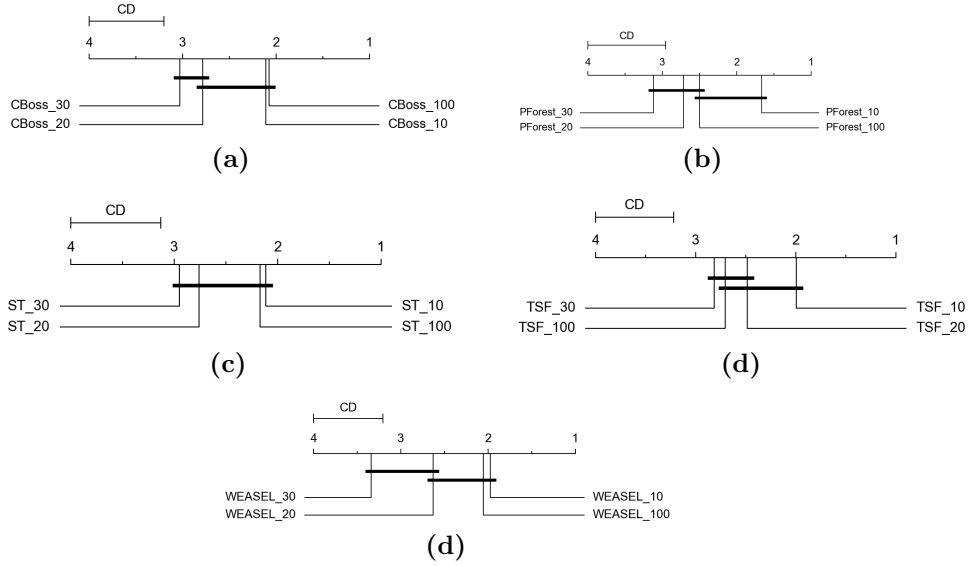 CD
4 3 2 1
CBoss_30 CBoss_100
CBoss_20 CBoss_10
(a)
CD
4 3 2 1
PForest_30 PForest_10
PForest_20 PForest_100
(b)
CD
4 3 2 1
ST_30 ST_10
ST_20 ST_100
(c)
CD
4 3 2 1
TSF_30 TSF_10
TSF_100 TSF_20
(d)
CD
4 3 2 1
WEASEL_30 WEASEL_10
WEASEL_20 WEASEL_100
(d)